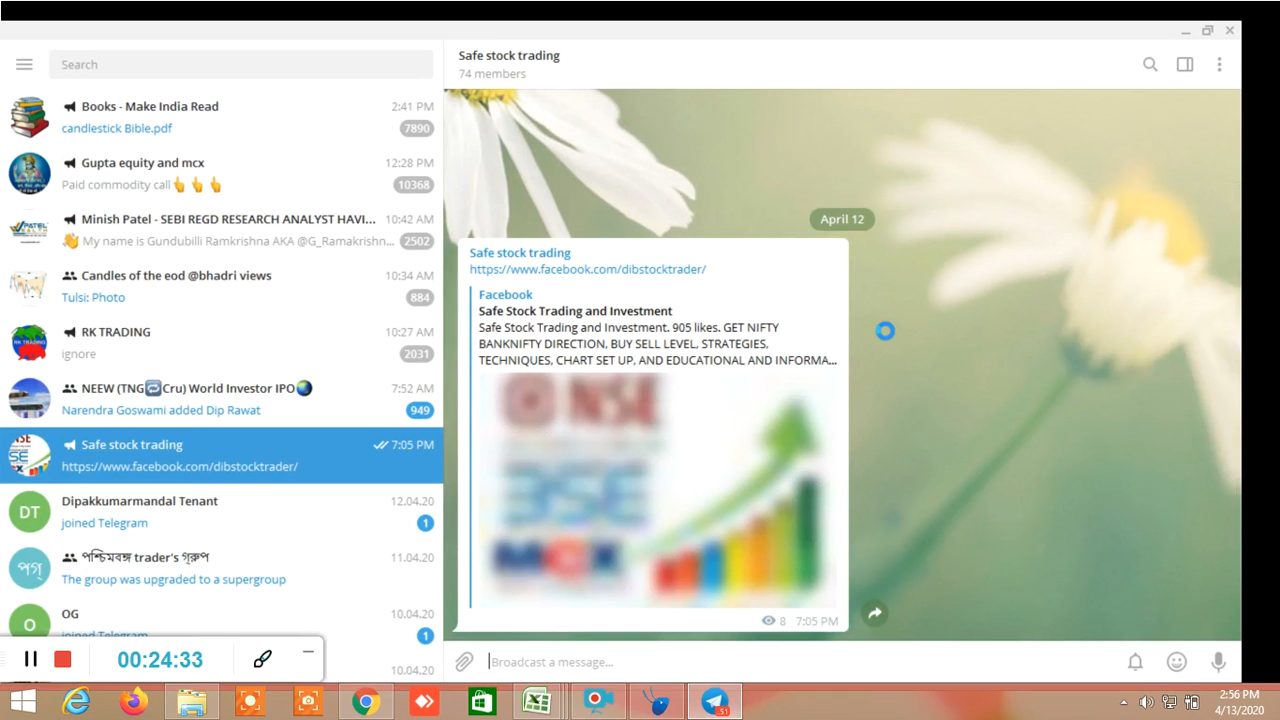 Search
Books - Make India Read 2:41 PM
candlestick Bible.pdf 7890
Gupta equity and mcx 12:28 PM
Paid commodity call👆👆👆 10368
Minish Patel - SEBI REGD RESEARCH ANALYST HAVI... 10:42 AM
👋 My name is Gundubilli Ramkrishna AKA @G_Ramakrishn... 2502
Candles of the eod @bhadri views 10:34 AM
Tulsi: Photo 884
RK TRADING 10:27 AM
ignore 2031
NEEW (TNG🔁Cru) World Investor IPO🌍 7:52 AM
Narendra Goswami added Dip Rawat 949
Safe stock trading 7:05 PM
https://www.facebook.com/dibstocktrader/
DT
Dipakkumarmandal Tenant 12.04.20
joined Telegram 1
পগ্
পশ্চিমবঙ্গ trader's গ্রুপ 11.04.20
The group was upgraded to a supergroup
O
OG 10.04.20
joined Telegram 1
10.04.20
00:24:33
Safe stock trading
74 members
April 12
Safe stock trading
https://www.facebook.com/dibstocktrader/
Facebook
Safe Stock Trading and Investment
Safe Stock Trading and Investment. 905 likes. GET NIFTY
BANKNIFTY DIRECTION, BUY SELL LEVEL, STRATEGIES,
TECHNIQUES, CHART SET UP, AND EDUCATIONAL AND INFORMA...
NSE
8 7:05 PM
Broadcast a message...
51
2:56 PM
4/13/2020